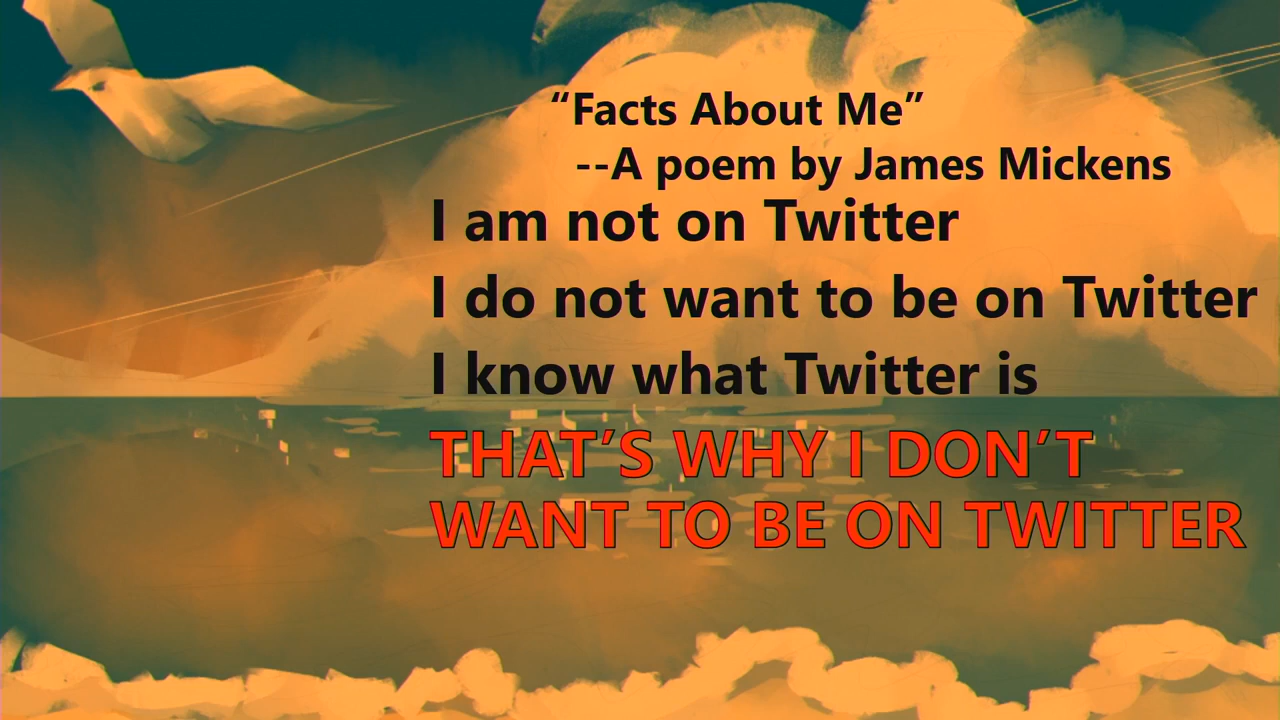 “Facts About Me”
--A poem by James Mickens
I am not on Twitter
I do not want to be on Twitter
I know what Twitter is
THAT’S WHY I DON’T
WANT TO BE ON TWITTER